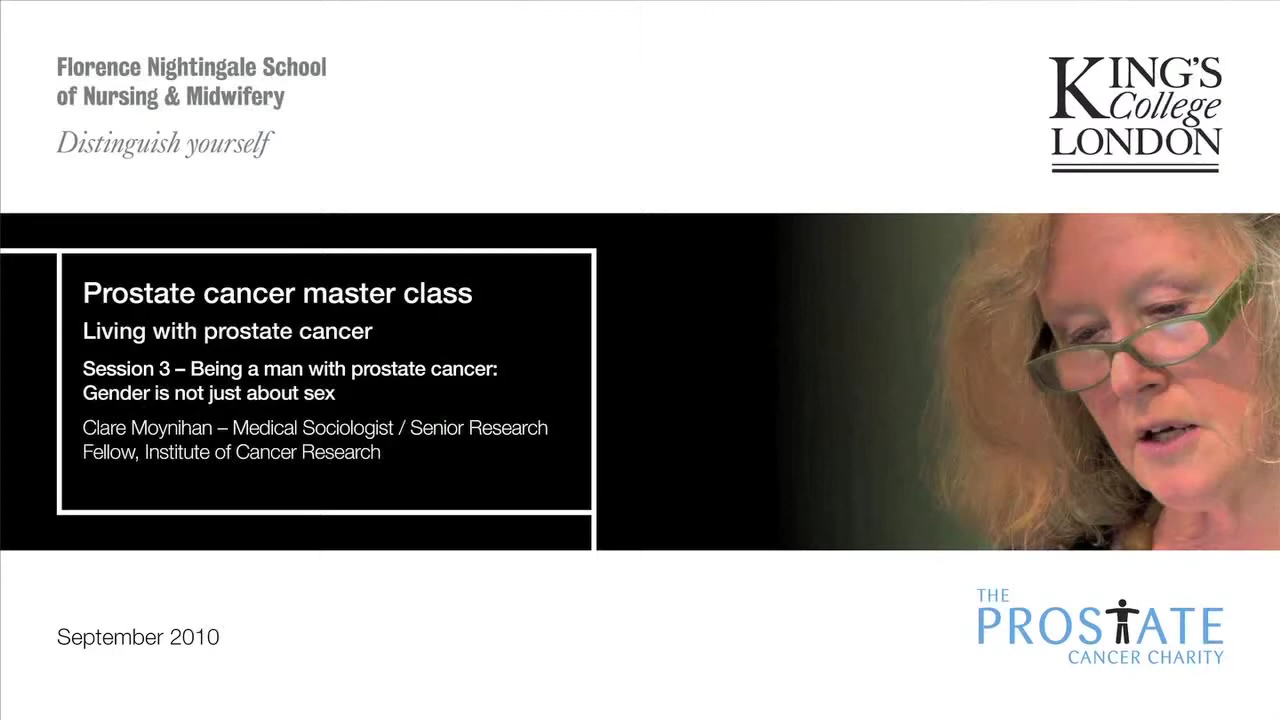 Florence Nightingale School
of Nursing & Midwifery
Distinguish yourself
KING'S
College
LONDON
Prostate cancer master class
Living with prostate cancer
Session 3 – Being a man with prostate cancer:
Gender is not just about sex
Clare Moynihan – Medical Sociologist / Senior Research
Fellow, Institute of Cancer Research
September 2010
THE
PROSTATE
CANCER CHARITY